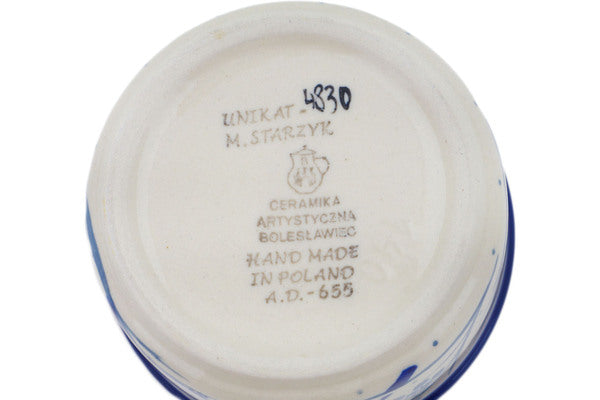 UNIKAT-4830
M. STARZYK
CERAMIKA
ARTYSTYCZNA
BOLESŁAWIEC
HAND MADE
IN POLAND
A.D.-655